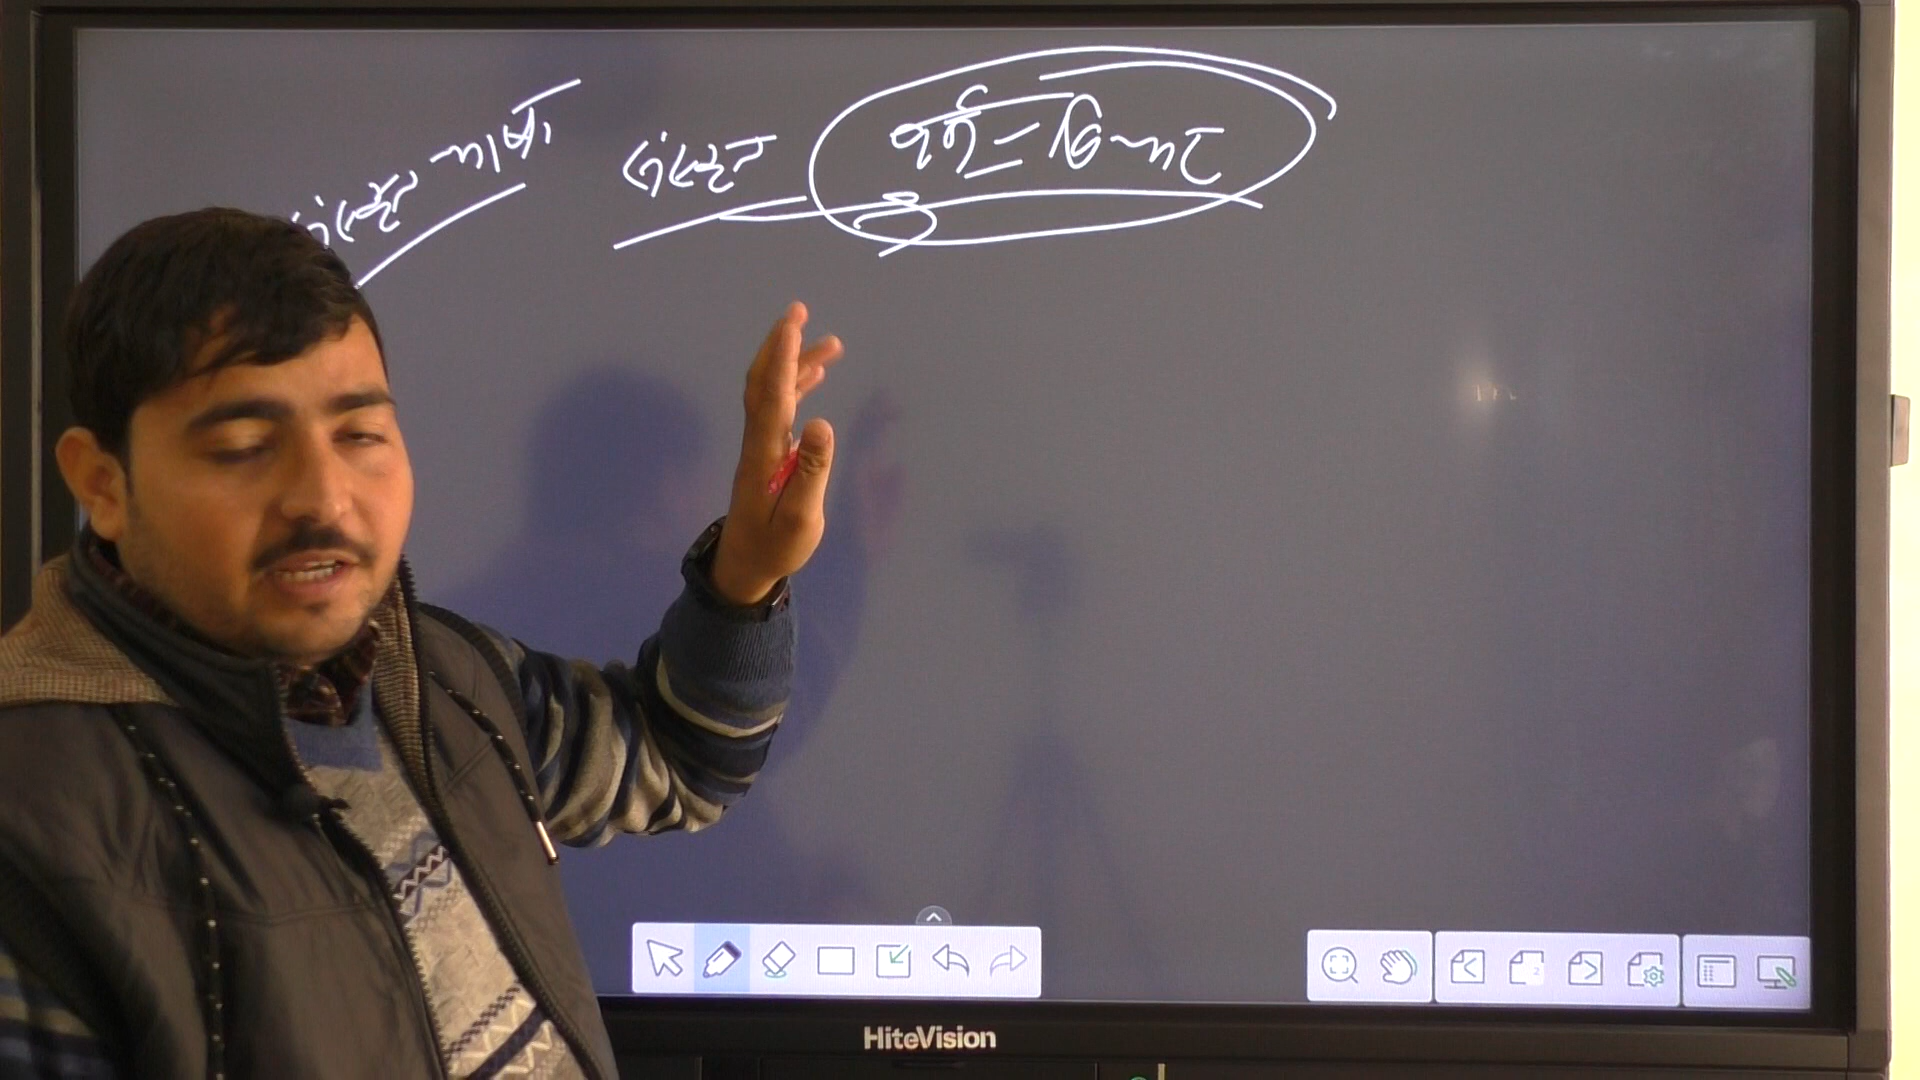 संस्कृत भाषा
संस्कृत वर्ण = वि
HiteVision